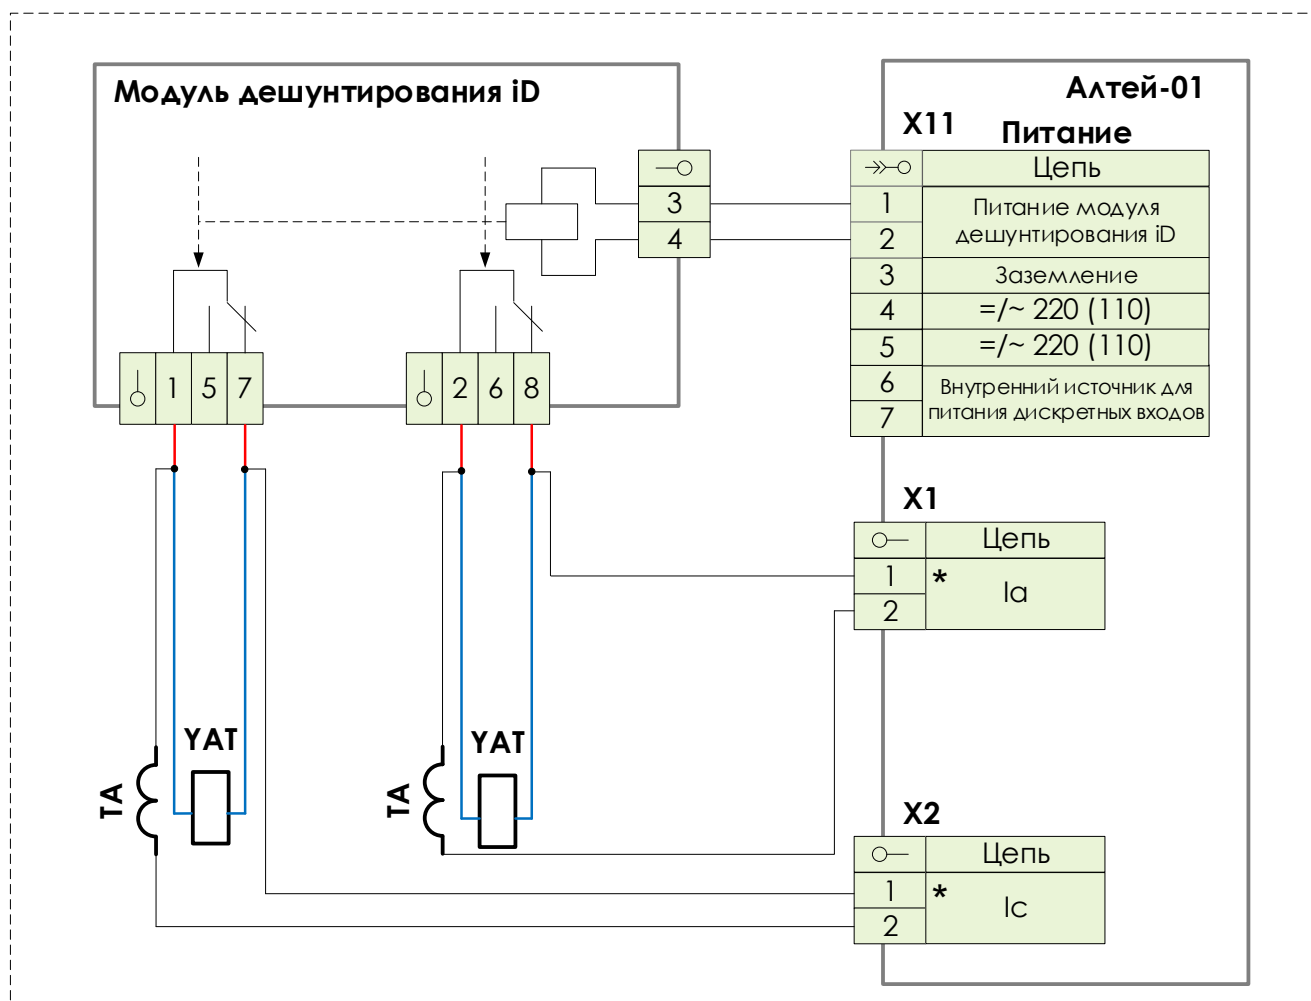 Модуль дешунтирования iD
Алтей-01
X11
Питание
Цепь
3
1
Питание модуля
дешунтирования iD
4
2
3
Заземление
4
=/~ 220 (110)
5
=/~ 220 (110)
6
Внутренний источник для
питания дискретных входов
7
1
5
7
2
6
8
X1
Цепь
1
*
Ia
2
YAT
YAT
TA
TA
X2
Цепь
1
*
Ic
2